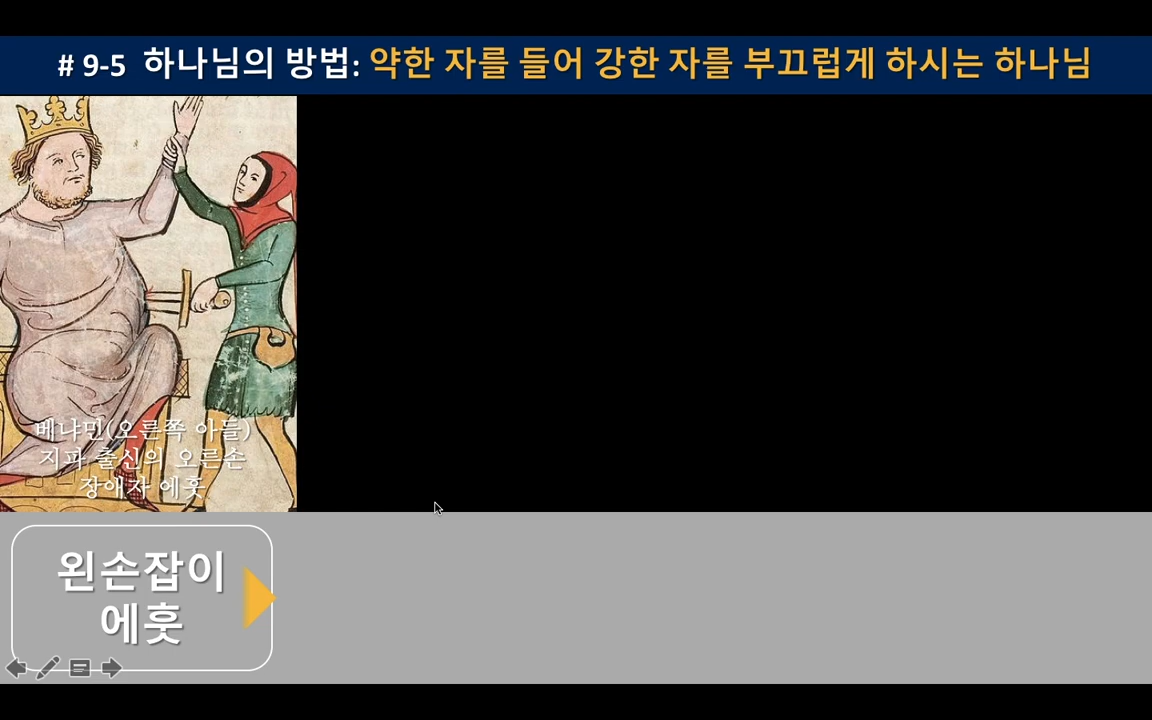 # 9-5 하나님의 방법: 약한 자를 들어 강한 자를 부끄럽게 하시는 하나님
베냐민(오른쪽 아들)
지파 출신의 오른손
장애자 에훗
왼손잡이
에훗